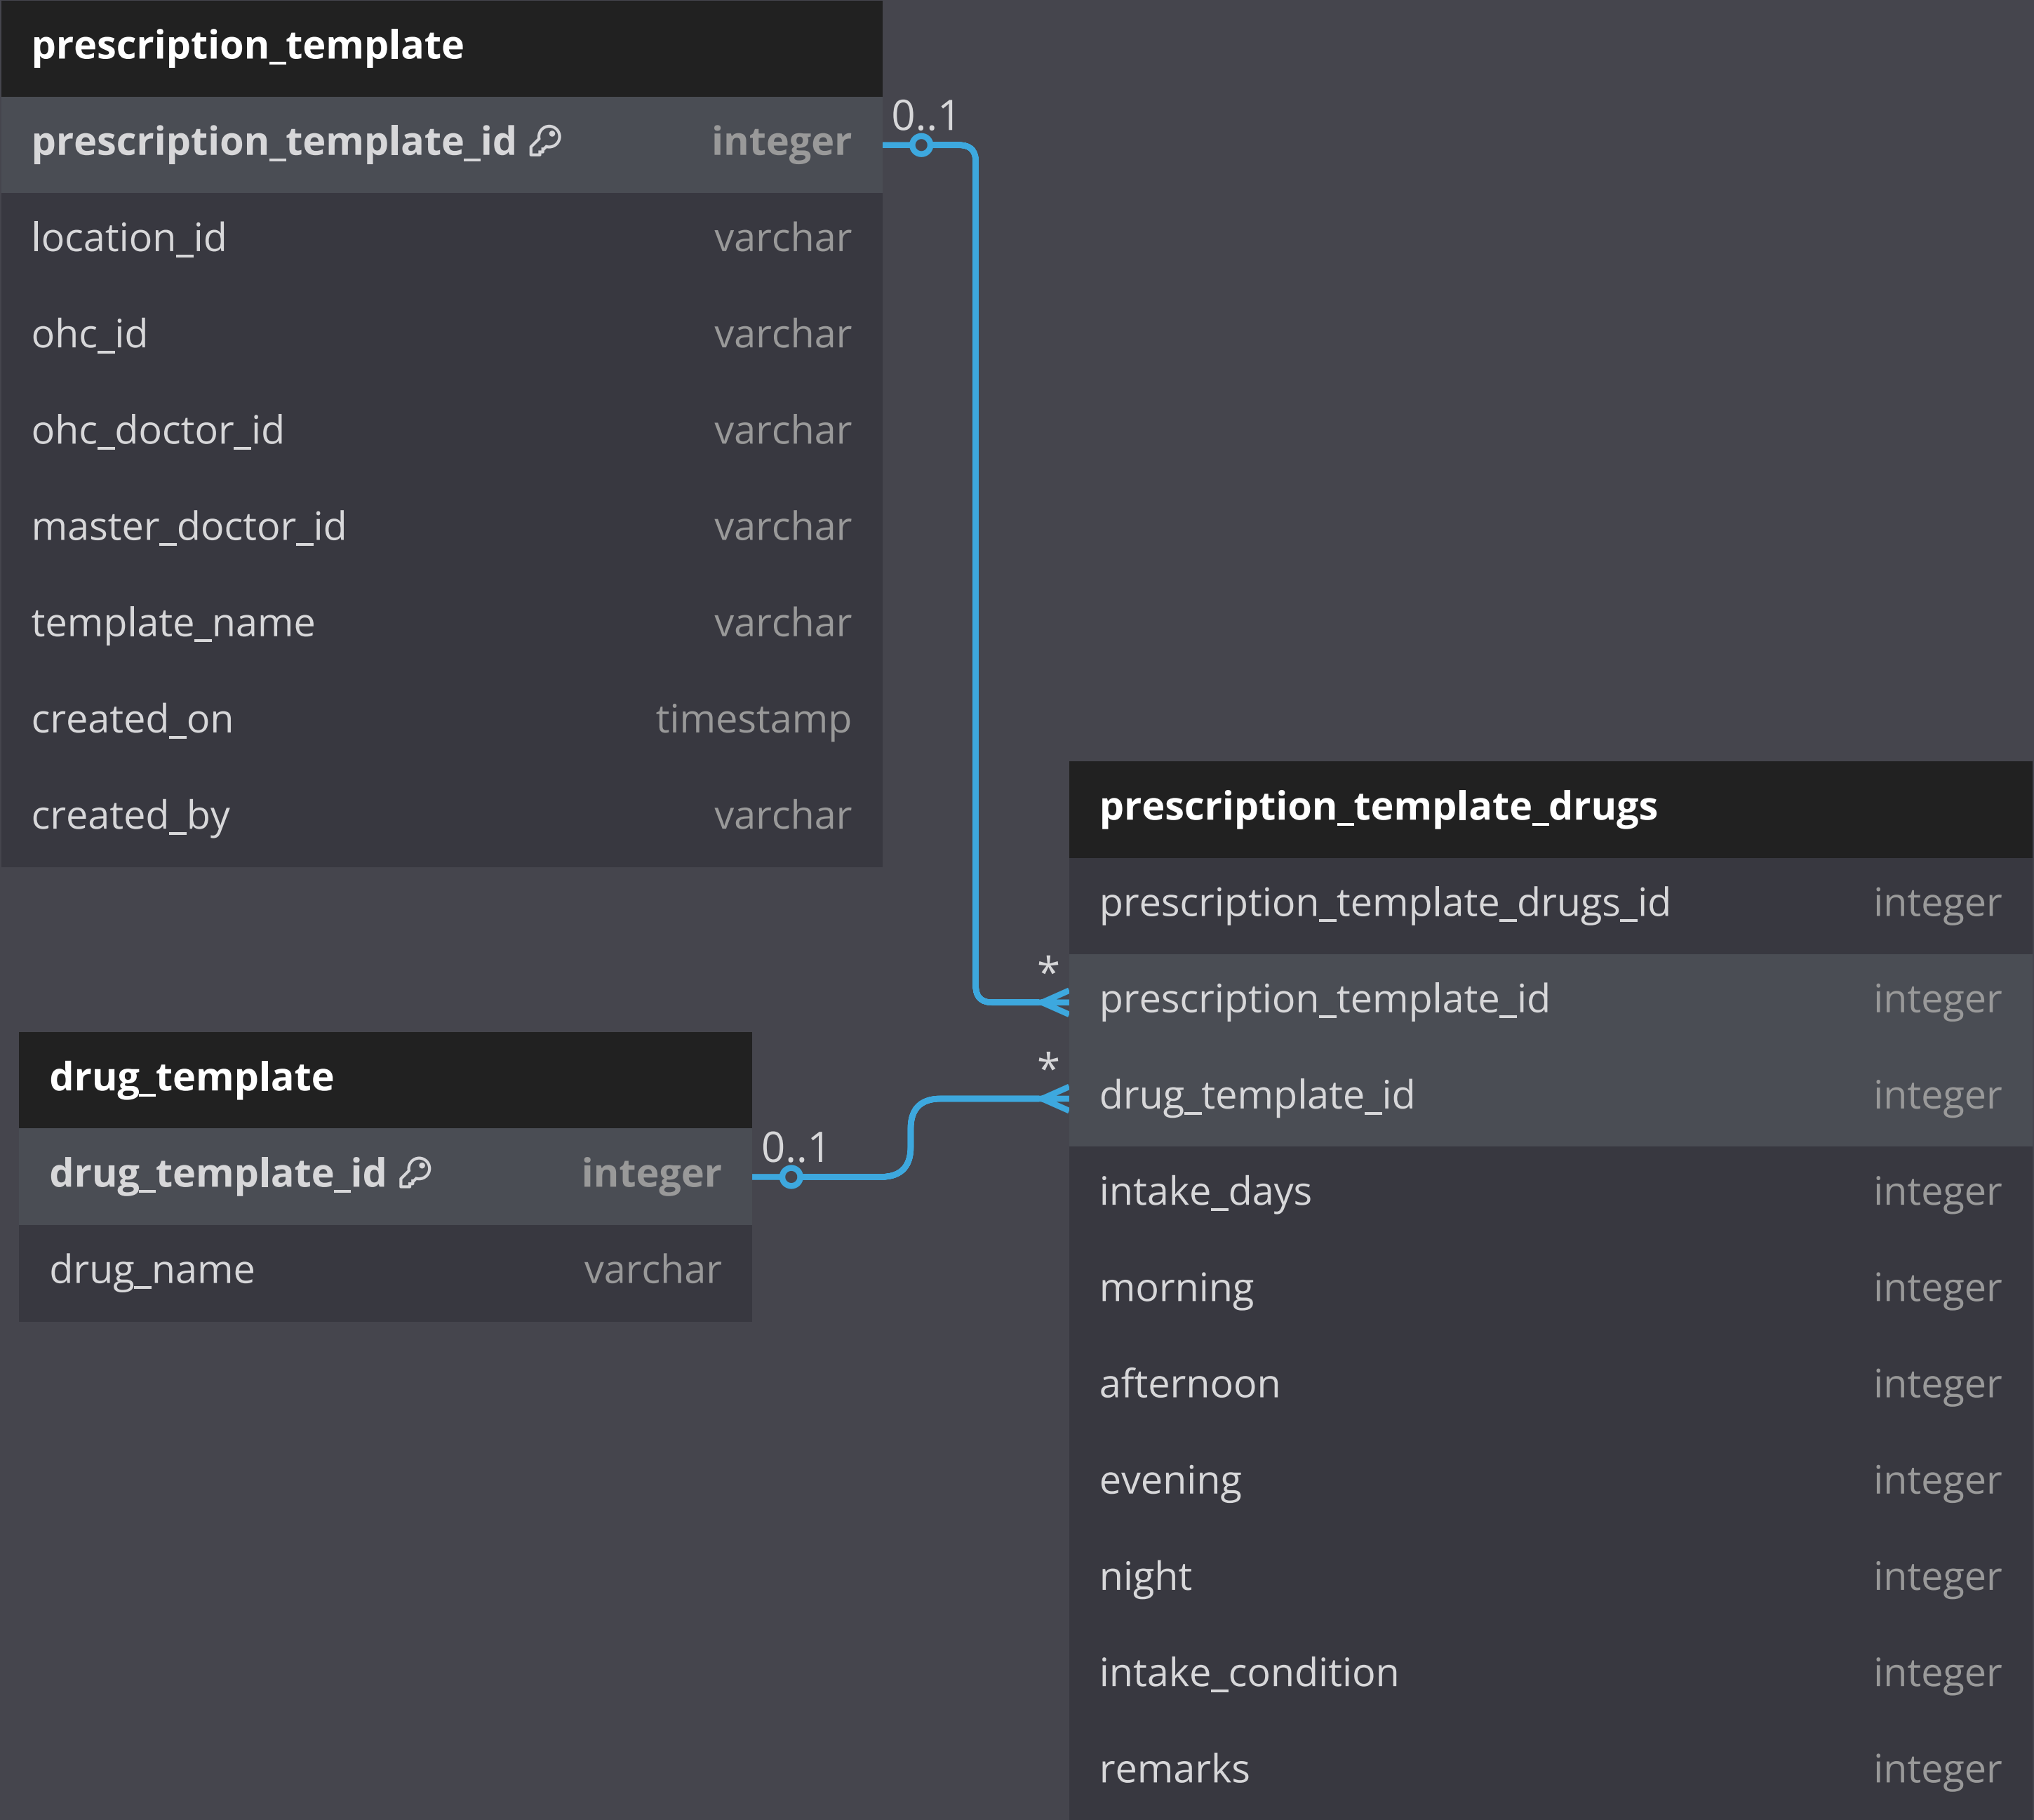 prescription_template
prescription_template_id integer
0..1
location_id varchar
ohc_id varchar
ohc_doctor_id varchar
master_doctor_id varchar
template_name varchar
created_on timestamp
created_by varchar
prescription_template_drugs
prescription_template_drugs_id integer
*
prescription_template_id integer
*
drug_template_id integer
intake_days integer
morning integer
afternoon integer
evening integer
night integer
intake_condition integer
remarks integer
drug_template
0..1
drug_template_id integer
drug_name varchar